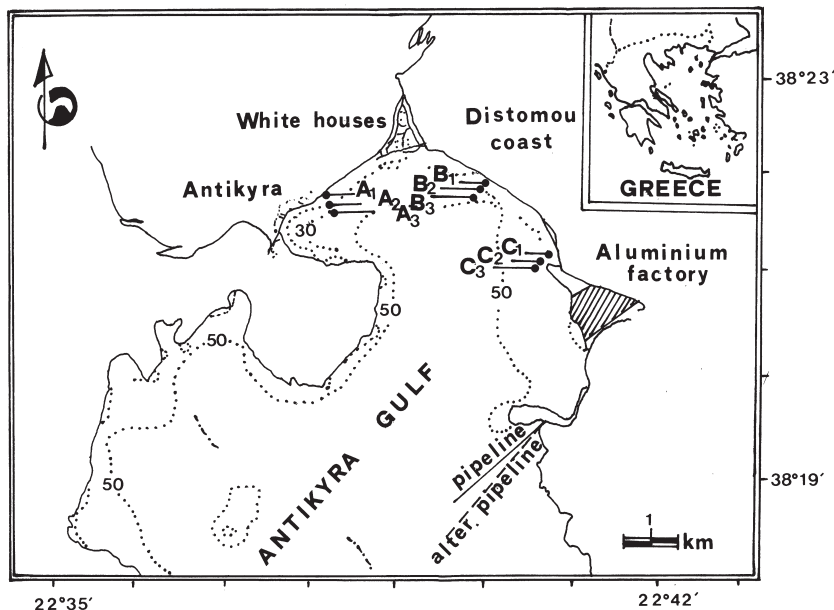 38°23′
White houses
Distomou
coast
GREECE
Antikyra
A1
A2
A3
B1
B2
B3
30
C1
C2
C3
Aluminium
factory
50
50
50
50
ANTIKYRA GULF
pipeline
alter. pipeline
38°19′
1
km
22°35′
22°42′